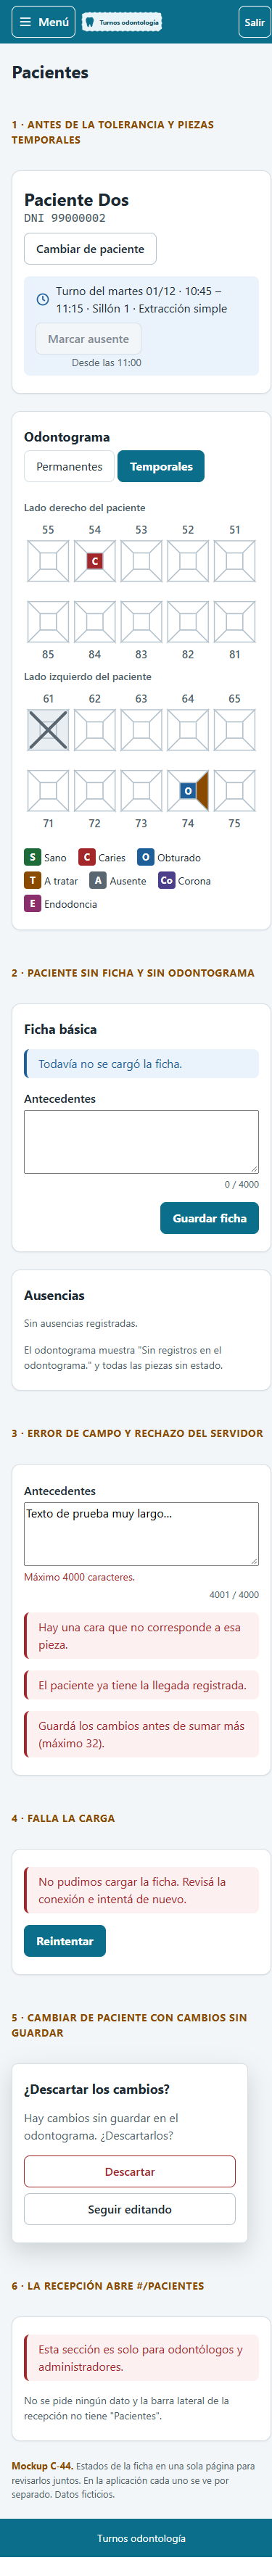 Menú
Turnos odontología
Salir
Pacientes
1 · ANTES DE LA TOLERANCIA Y PIEZAS
TEMPORALES
Paciente Dos
DNI 99000002
Cambiar de paciente
Turno del martes 01/12 · 10:45 –
11:15 · Sillón 1 · Extracción simple
Marcar ausente
Desde las 11:00
Odontograma
Permanentes
Temporales
Lado derecho del paciente
55 54 53 52 51
C
85 84 83 82 81
Lado izquierdo del paciente
61 62 63 64 65
O
71 72 73 74 75
S Sano C Caries O Obturado
T A tratar A Ausente Co Corona
E Endodoncia
2 · PACIENTE SIN FICHA Y SIN ODONTOGRAMA
Ficha básica
Todavía no se cargó la ficha.
Antecedentes
0 / 4000
Guardar ficha
Ausencias
Sin ausencias registradas.
El odontograma muestra "Sin registros en el
odontograma." y todas las piezas sin estado.
3 · ERROR DE CAMPO Y RECHAZO DEL SERVIDOR
Antecedentes
Texto de prueba muy largo...
Máximo 4000 caracteres.
4001 / 4000
Hay una cara que no corresponde a esa
pieza.
El paciente ya tiene la llegada registrada.
Guardá los cambios antes de sumar más
(máximo 32).
4 · FALLA LA CARGA
No pudimos cargar la ficha. Revisá la
conexión e intentá de nuevo.
Reintentar
5 · CAMBIAR DE PACIENTE CON CAMBIOS SIN
GUARDAR
¿Descartar los cambios?
Hay cambios sin guardar en el
odontograma. ¿Descartarlos?
Descartar
Seguir editando
6 · LA RECEPCIÓN ABRE #/PACIENTES
Esta sección es solo para odontólogos y
administradores.
No se pide ningún dato y la barra lateral de la
recepción no tiene "Pacientes".
Mockup C-44. Estados de la ficha en una sola página para
revisarlos juntos. En la aplicación cada uno se ve por
separado. Datos ficticios.
Turnos odontología